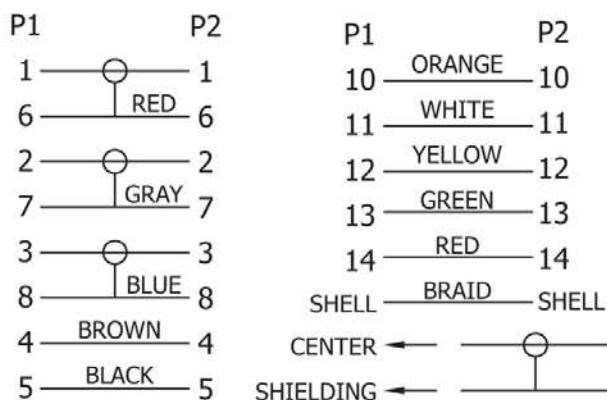 P1 P2
1 1
RED
6 6
2 2
GRAY
7 7
3 3
BLUE
8 8
BROWN
4 4
BLACK
5 5
P1 P2
ORANGE
10 10
WHITE
11 11
YELLOW
12 12
GREEN
13 13
RED
14 14
BRAID
SHELL SHELL
CENTER
SHIELDING